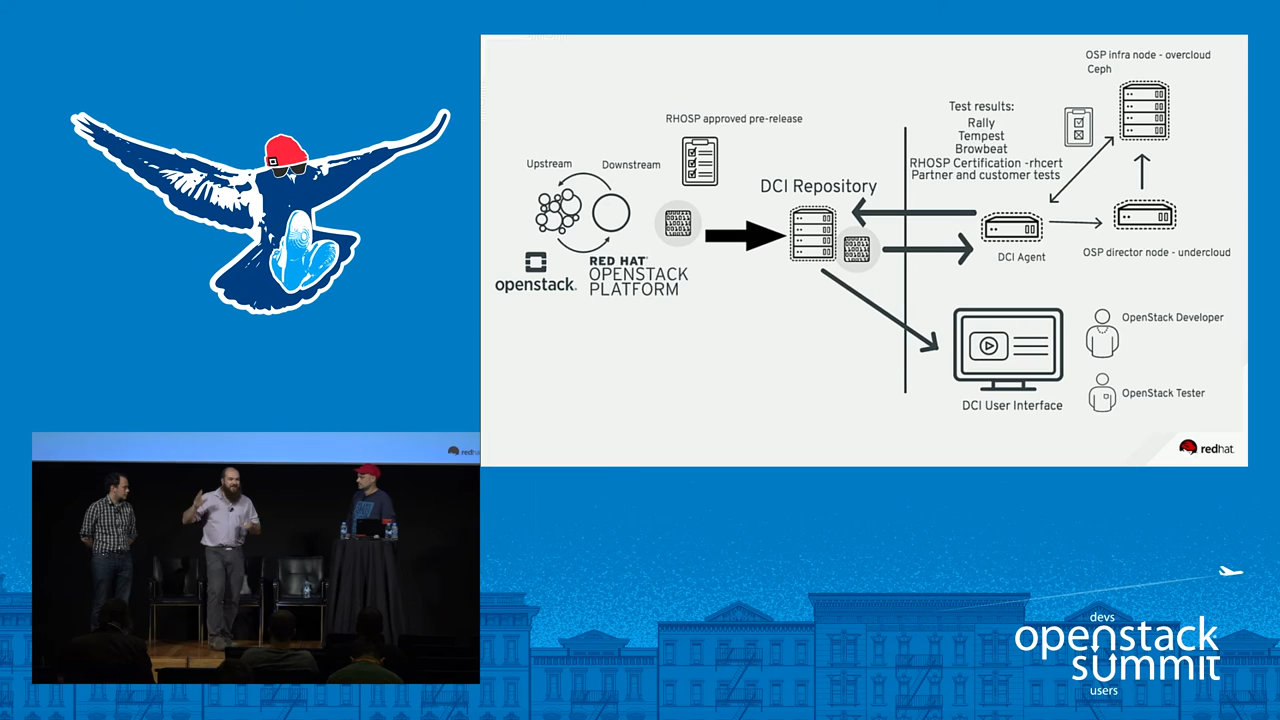 OSP infra node - overcloud
Ceph
Test results:
Rally
Tempest
Browbeat
RHOSP Certification -rhcert
Partner and customer tests
RHOSP approved pre-release
Upstream
Downstream
DCI Repository
openstack.
RED HAT
OPENSTACK
PLATFORM
DCI Agent
OSP director node - undercloud
OpenStack Developer
OpenStack Tester
DCI User Interface
redhat.
redha
devs
openstack
summit
users